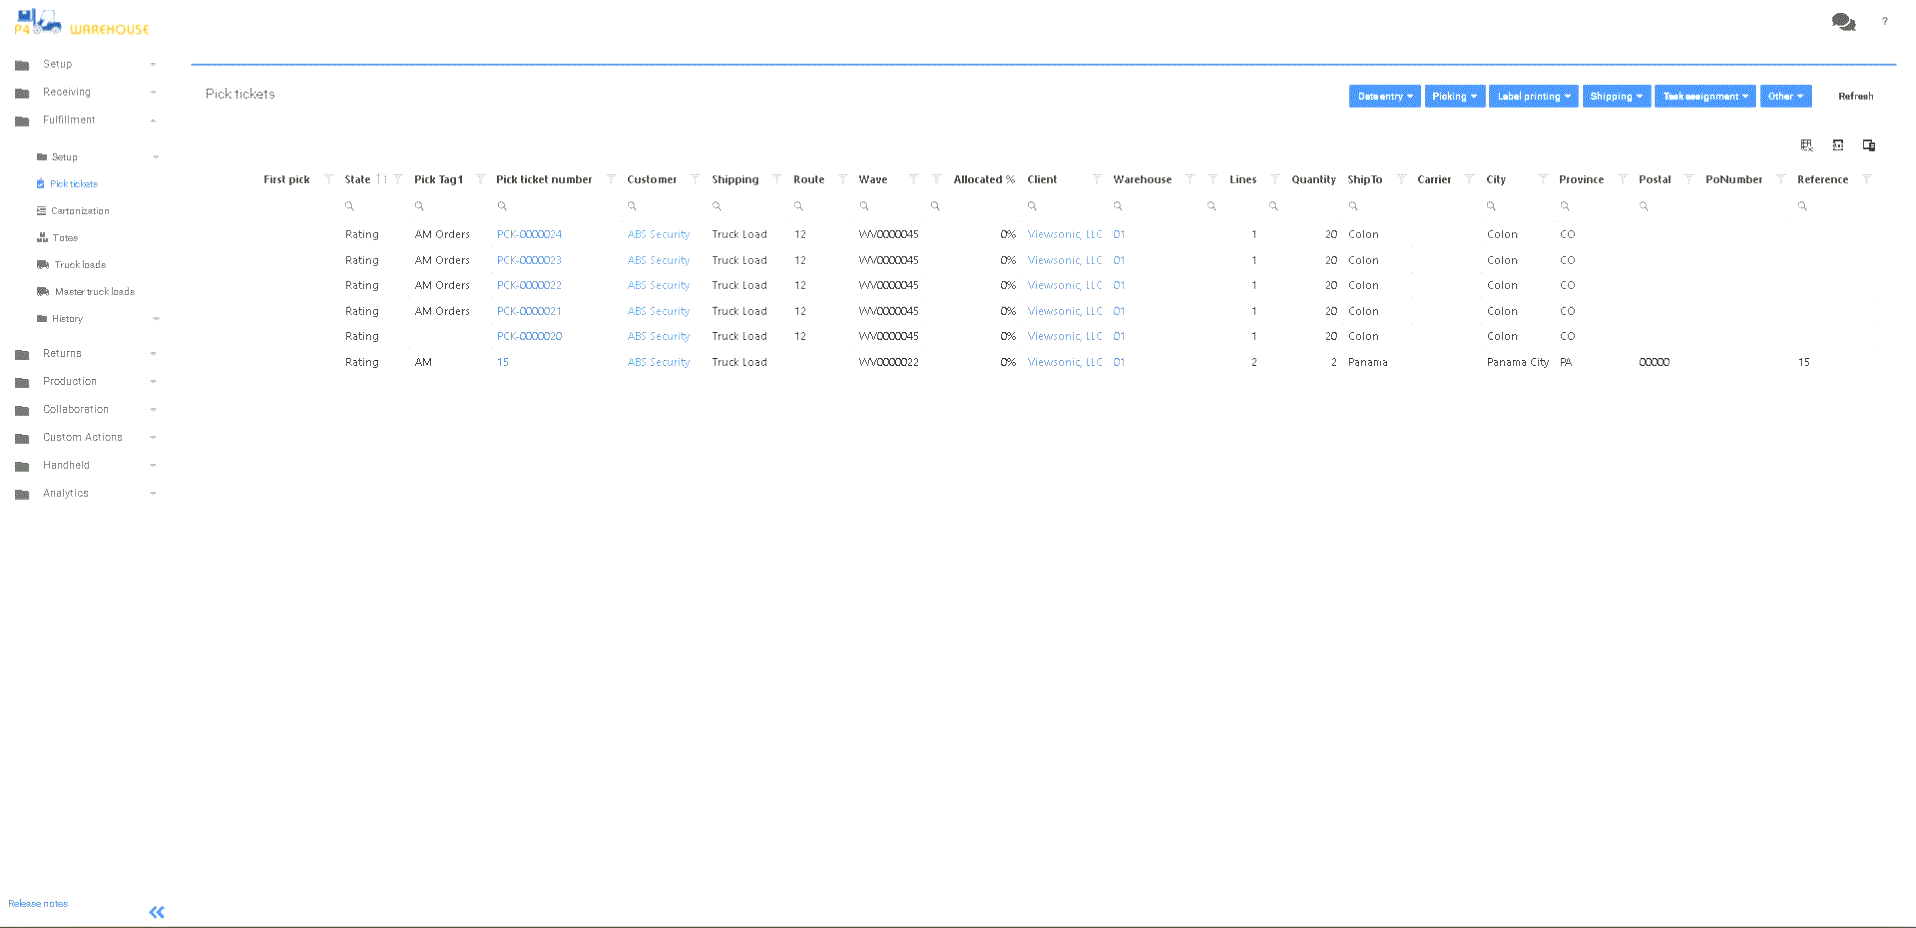 P4 WAREHOUSE
?
Setup
Receiving
Fulfillment
Setup
Pick tickets
Cartonization
Totes
Truck loads
Master truck loads
History
Returns
Production
Collaboration
Custom Actions
Handheld
Analytics
Release notes
Pick tickets
Data entry Picking Label printing Shipping Task assignment Other Refresh
First pick State Pick Tag1 Pick ticket number Customer Shipping Route Wave Allocated % Client Warehouse Lines Quantity ShipTo Carrier City Province Postal PoNumber Reference
Rating AM Orders PCK-0000024 ABS Security Truck Load 12 WV0000045 0% Viewsonic, LLC 01 1 20 Colon Colon CO
Rating AM Orders PCK-0000023 ABS Security Truck Load 12 WV0000045 0% Viewsonic, LLC 01 1 20 Colon Colon CO
Rating AM Orders PCK-0000022 ABS Security Truck Load 12 WV0000045 0% Viewsonic, LLC 01 1 20 Colon Colon CO
Rating AM Orders PCK-0000021 ABS Security Truck Load 12 WV0000045 0% Viewsonic, LLC 01 1 20 Colon Colon CO
Rating PCK-0000020 ABS Security Truck Load 12 WV0000045 0% Viewsonic, LLC 01 1 20 Colon Colon CO
Rating AM 15 ABS Security Truck Load WV0000022 0% Viewsonic, LLC 01 2 2 Panama Panama City PA 00000 15